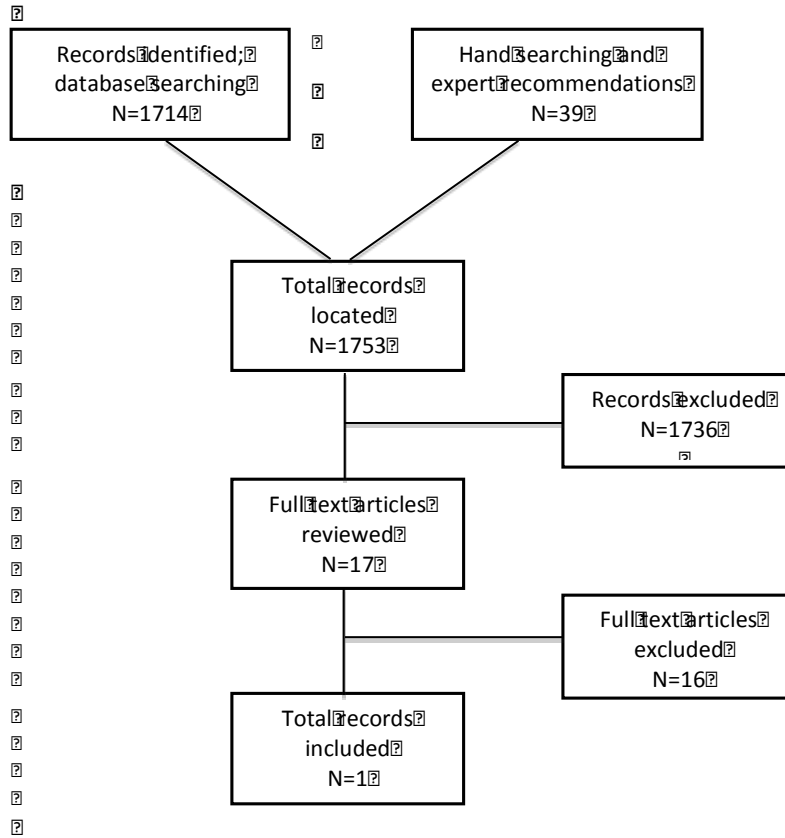 Records identified;
database searching
N=1714
Hand searching and
expert recommendations
N=39
Total records
located
N=1753
Records excluded
N=1736
Full text articles
reviewed
N=17
Full text articles
excluded
N=16
Total records
included
N=1